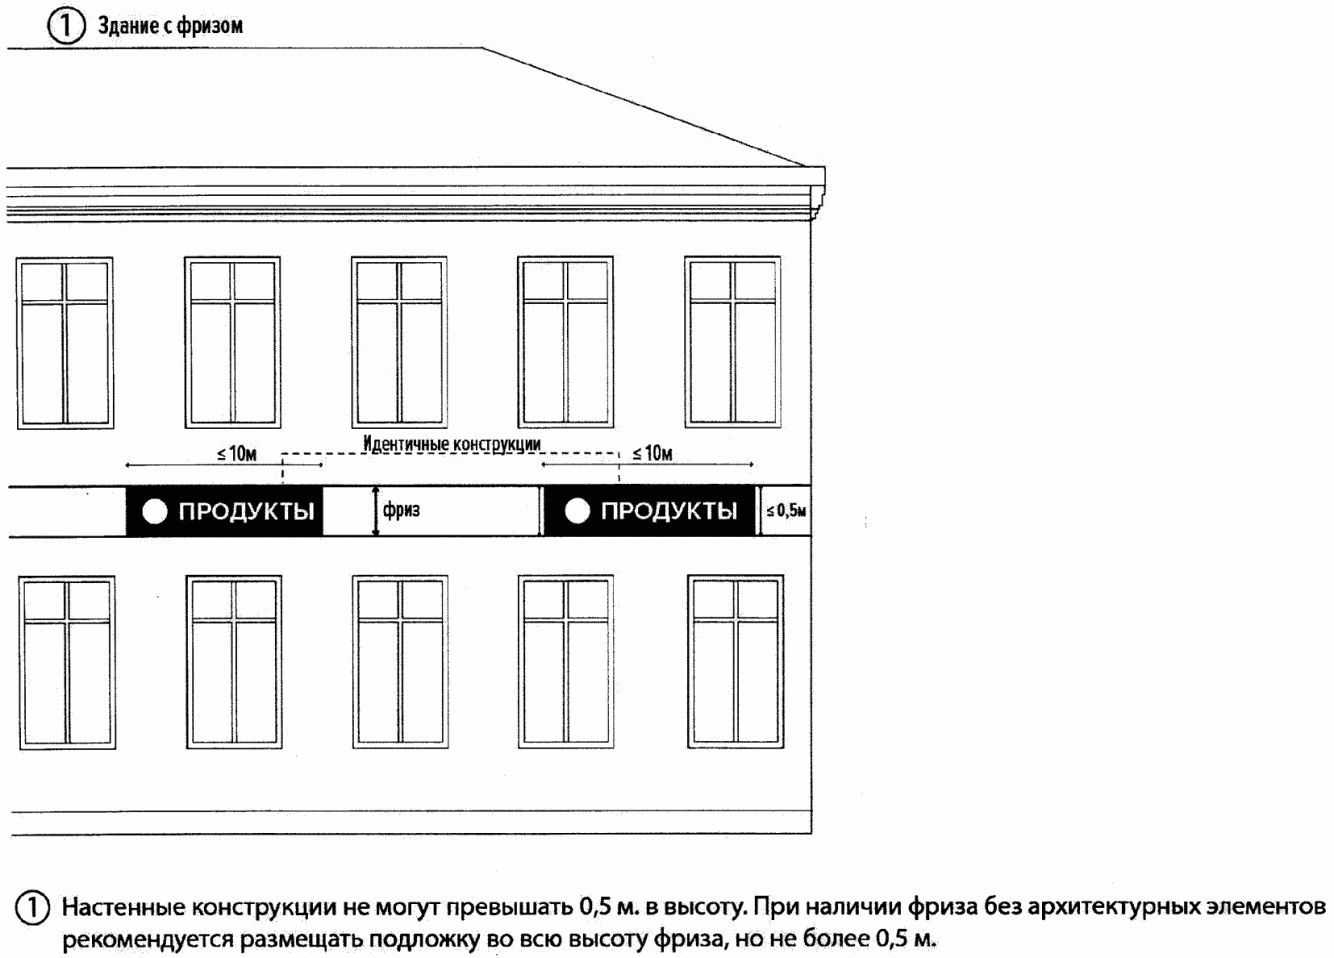 1 Здание с фризом
Идентичные конструкции
≤ 10м ≤ 10м
ПРОДУКТЫ фриз ПРОДУКТЫ ≤ 0,5м
1 Настенные конструкции не могут превышать 0,5 м. в высоту. При наличии фриза без архитектурных элементов
рекомендуется размещать подложку во всю высоту фриза, но не более 0,5 м.